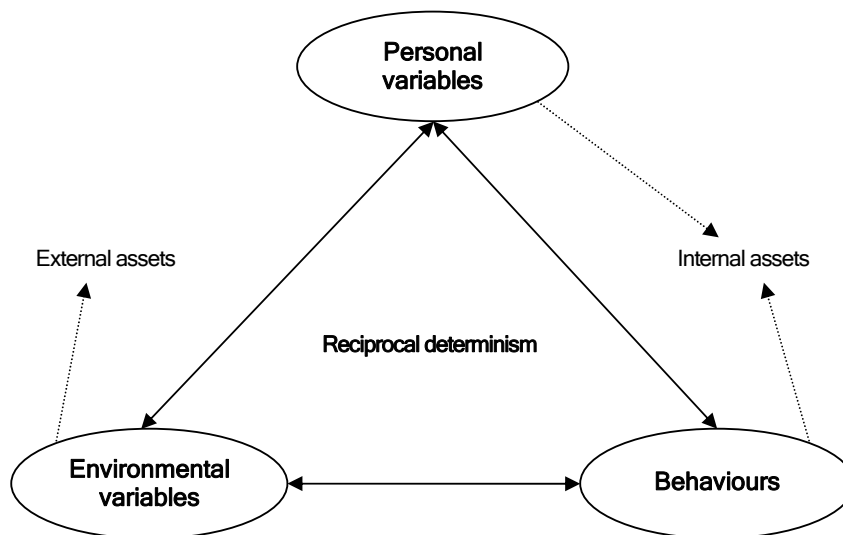 Personal
variables
External assets
Internal assets
Reciprocal determinism
Environmental
variables
Behaviours